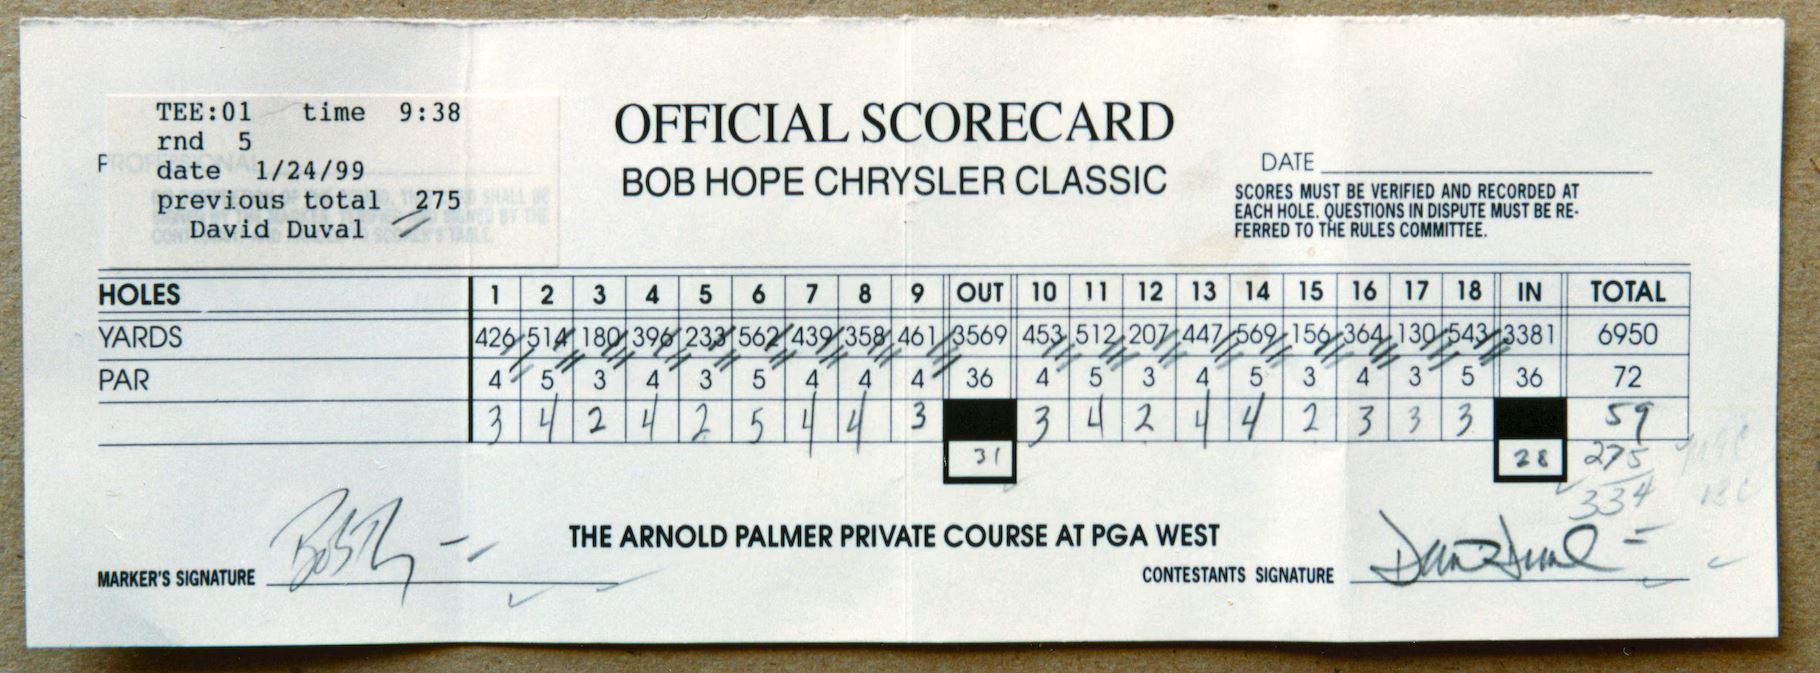 TEE:01 time 9:38
rnd 5
date 1/24/99
previous total 275
David Duval
PROFESSIONAL
OFFICIAL SCORECARD
BOB HOPE CHRYSLER CLASSIC
DATE
SCORES MUST BE VERIFIED AND RECORDED AT
EACH HOLE. QUESTIONS IN DISPUTE MUST BE RE-
FERRED TO THE RULES COMMITTEE.
HOLES 1 2 3 4 5 6 7 8 9 OUT 10 11 12 13 14 15 16 17 18 IN TOTAL
YARDS 426 514 180 396 233 562 439 358 461 3569 453 512 207 447 569 156 364 130 543 3381 6950
PAR 4 5 3 4 3 5 4 4 4 36 4 5 3 4 5 3 4 3 5 36 72
3 4 2 4 2 5 4 4 3 3 4 2 4 4 2 3 3 3 59
31 28 275
334
THE ARNOLD PALMER PRIVATE COURSE AT PGA WEST
MARKER'S SIGNATURE
CONTESTANTS SIGNATURE David Duval